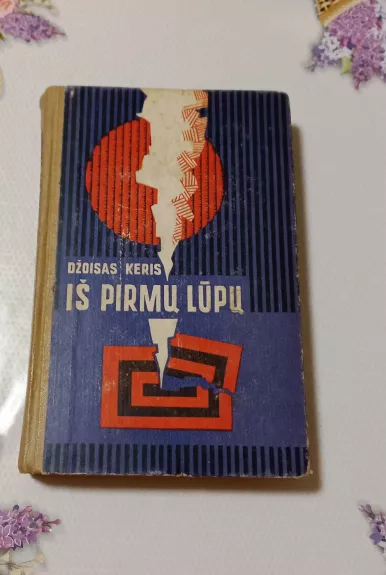 DŽOISAS KERIS
IŠ PIRMŲ LŪPŲ